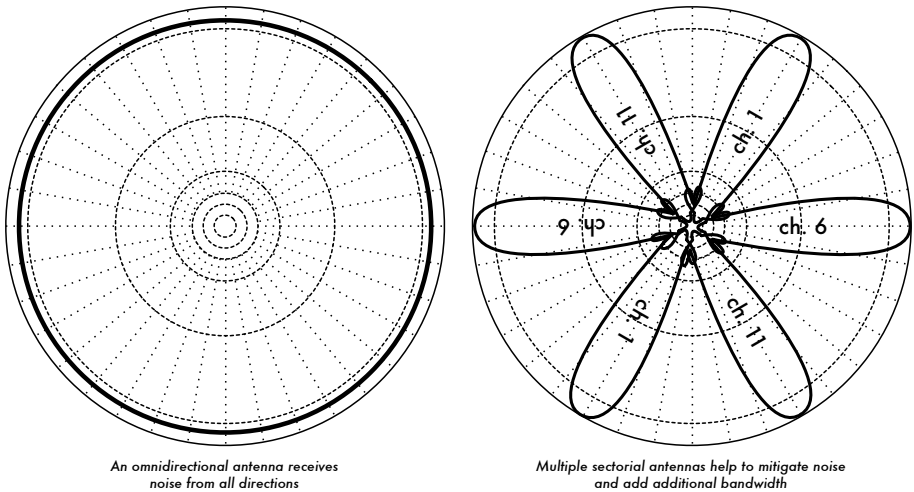 ch. 11
ch. 1
ch. 6
ch. 6
ch. 1
ch. 11
An omnidirectional antenna receives
noise from all directions
Multiple sectorial antennas help to mitigate noise
and add additional bandwidth